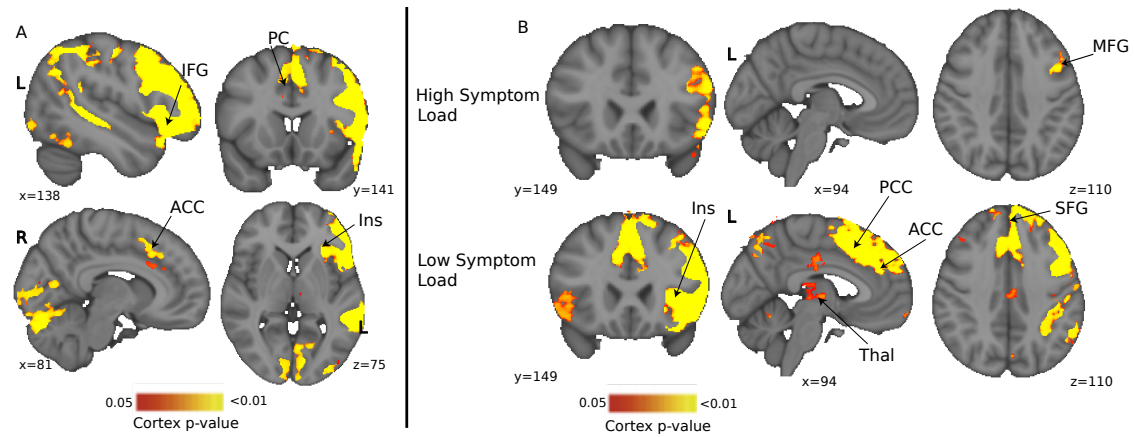 A
PC
IFG
L
x=138
y=141
ACC
Ins
R
L
x=81
z=75
0.05
<0.01
Cortex p-value
B
L
MFG
High Symptom
Load
y=149
x=94
z=110
PCC
Ins
L
SFG
ACC
Low Symptom
Load
Thal
y=149
x=94
z=110
0.05
<0.01
Cortex p-value